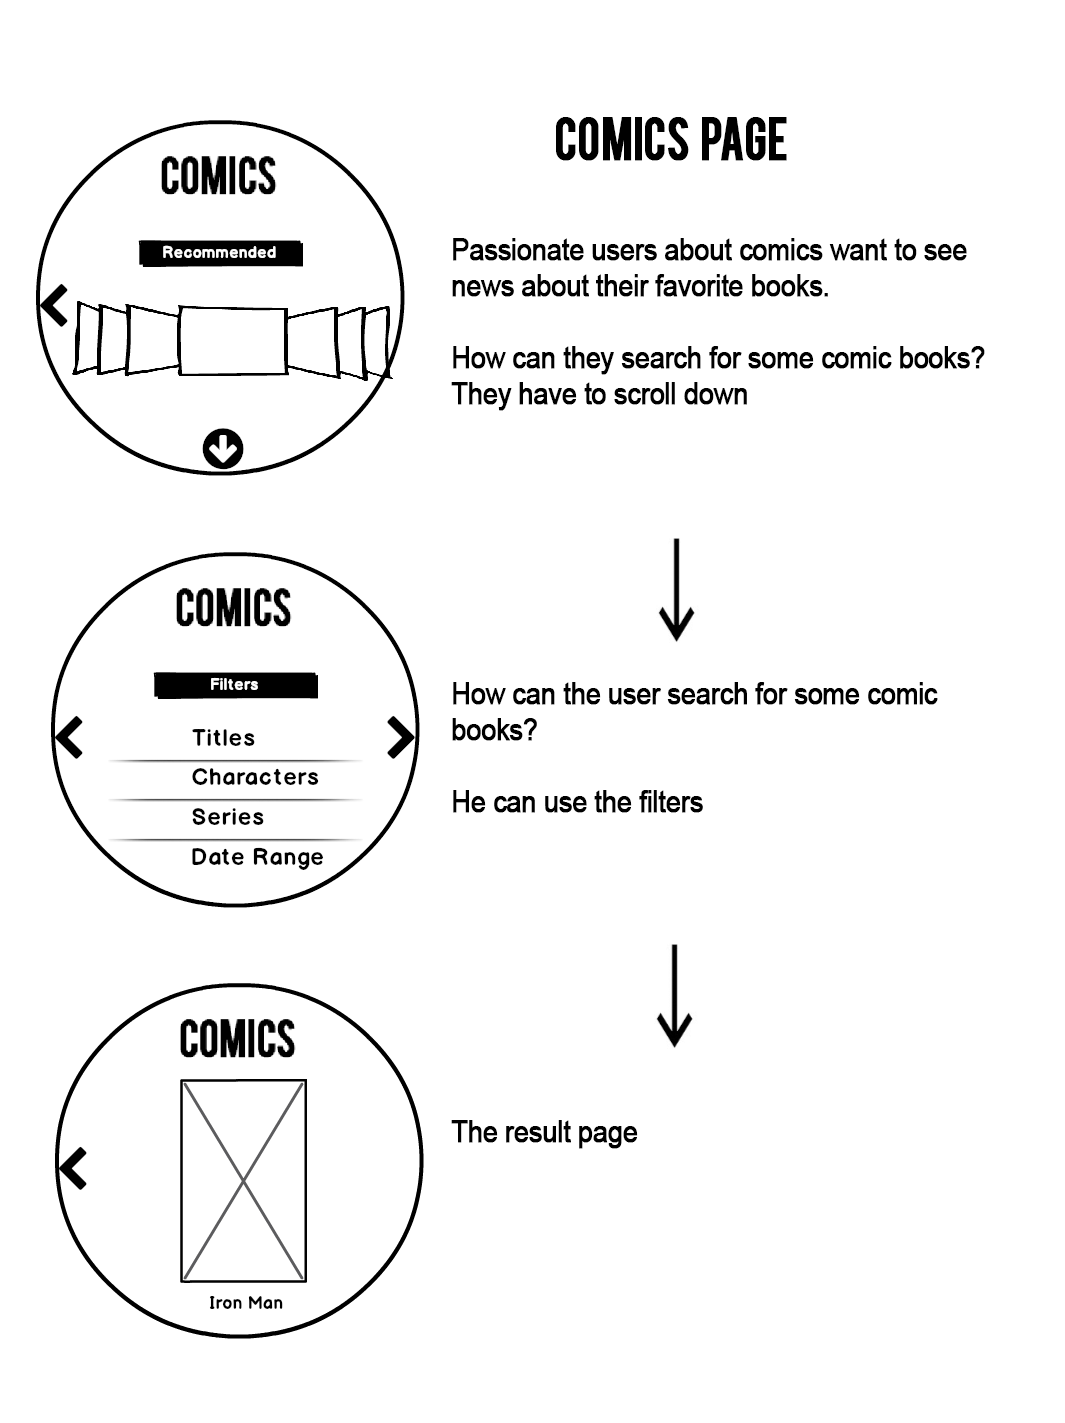 COMICS PAGE
COMICS
Recommended
Passionate users about comics want to see
news about their favorite books.
How can they search for some comic books?
They have to scroll down
COMICS
Filters
Titles
Characters
Series
Date Range
How can the user search for some comic
books?
He can use the filters
COMICS
Iron Man
The result page